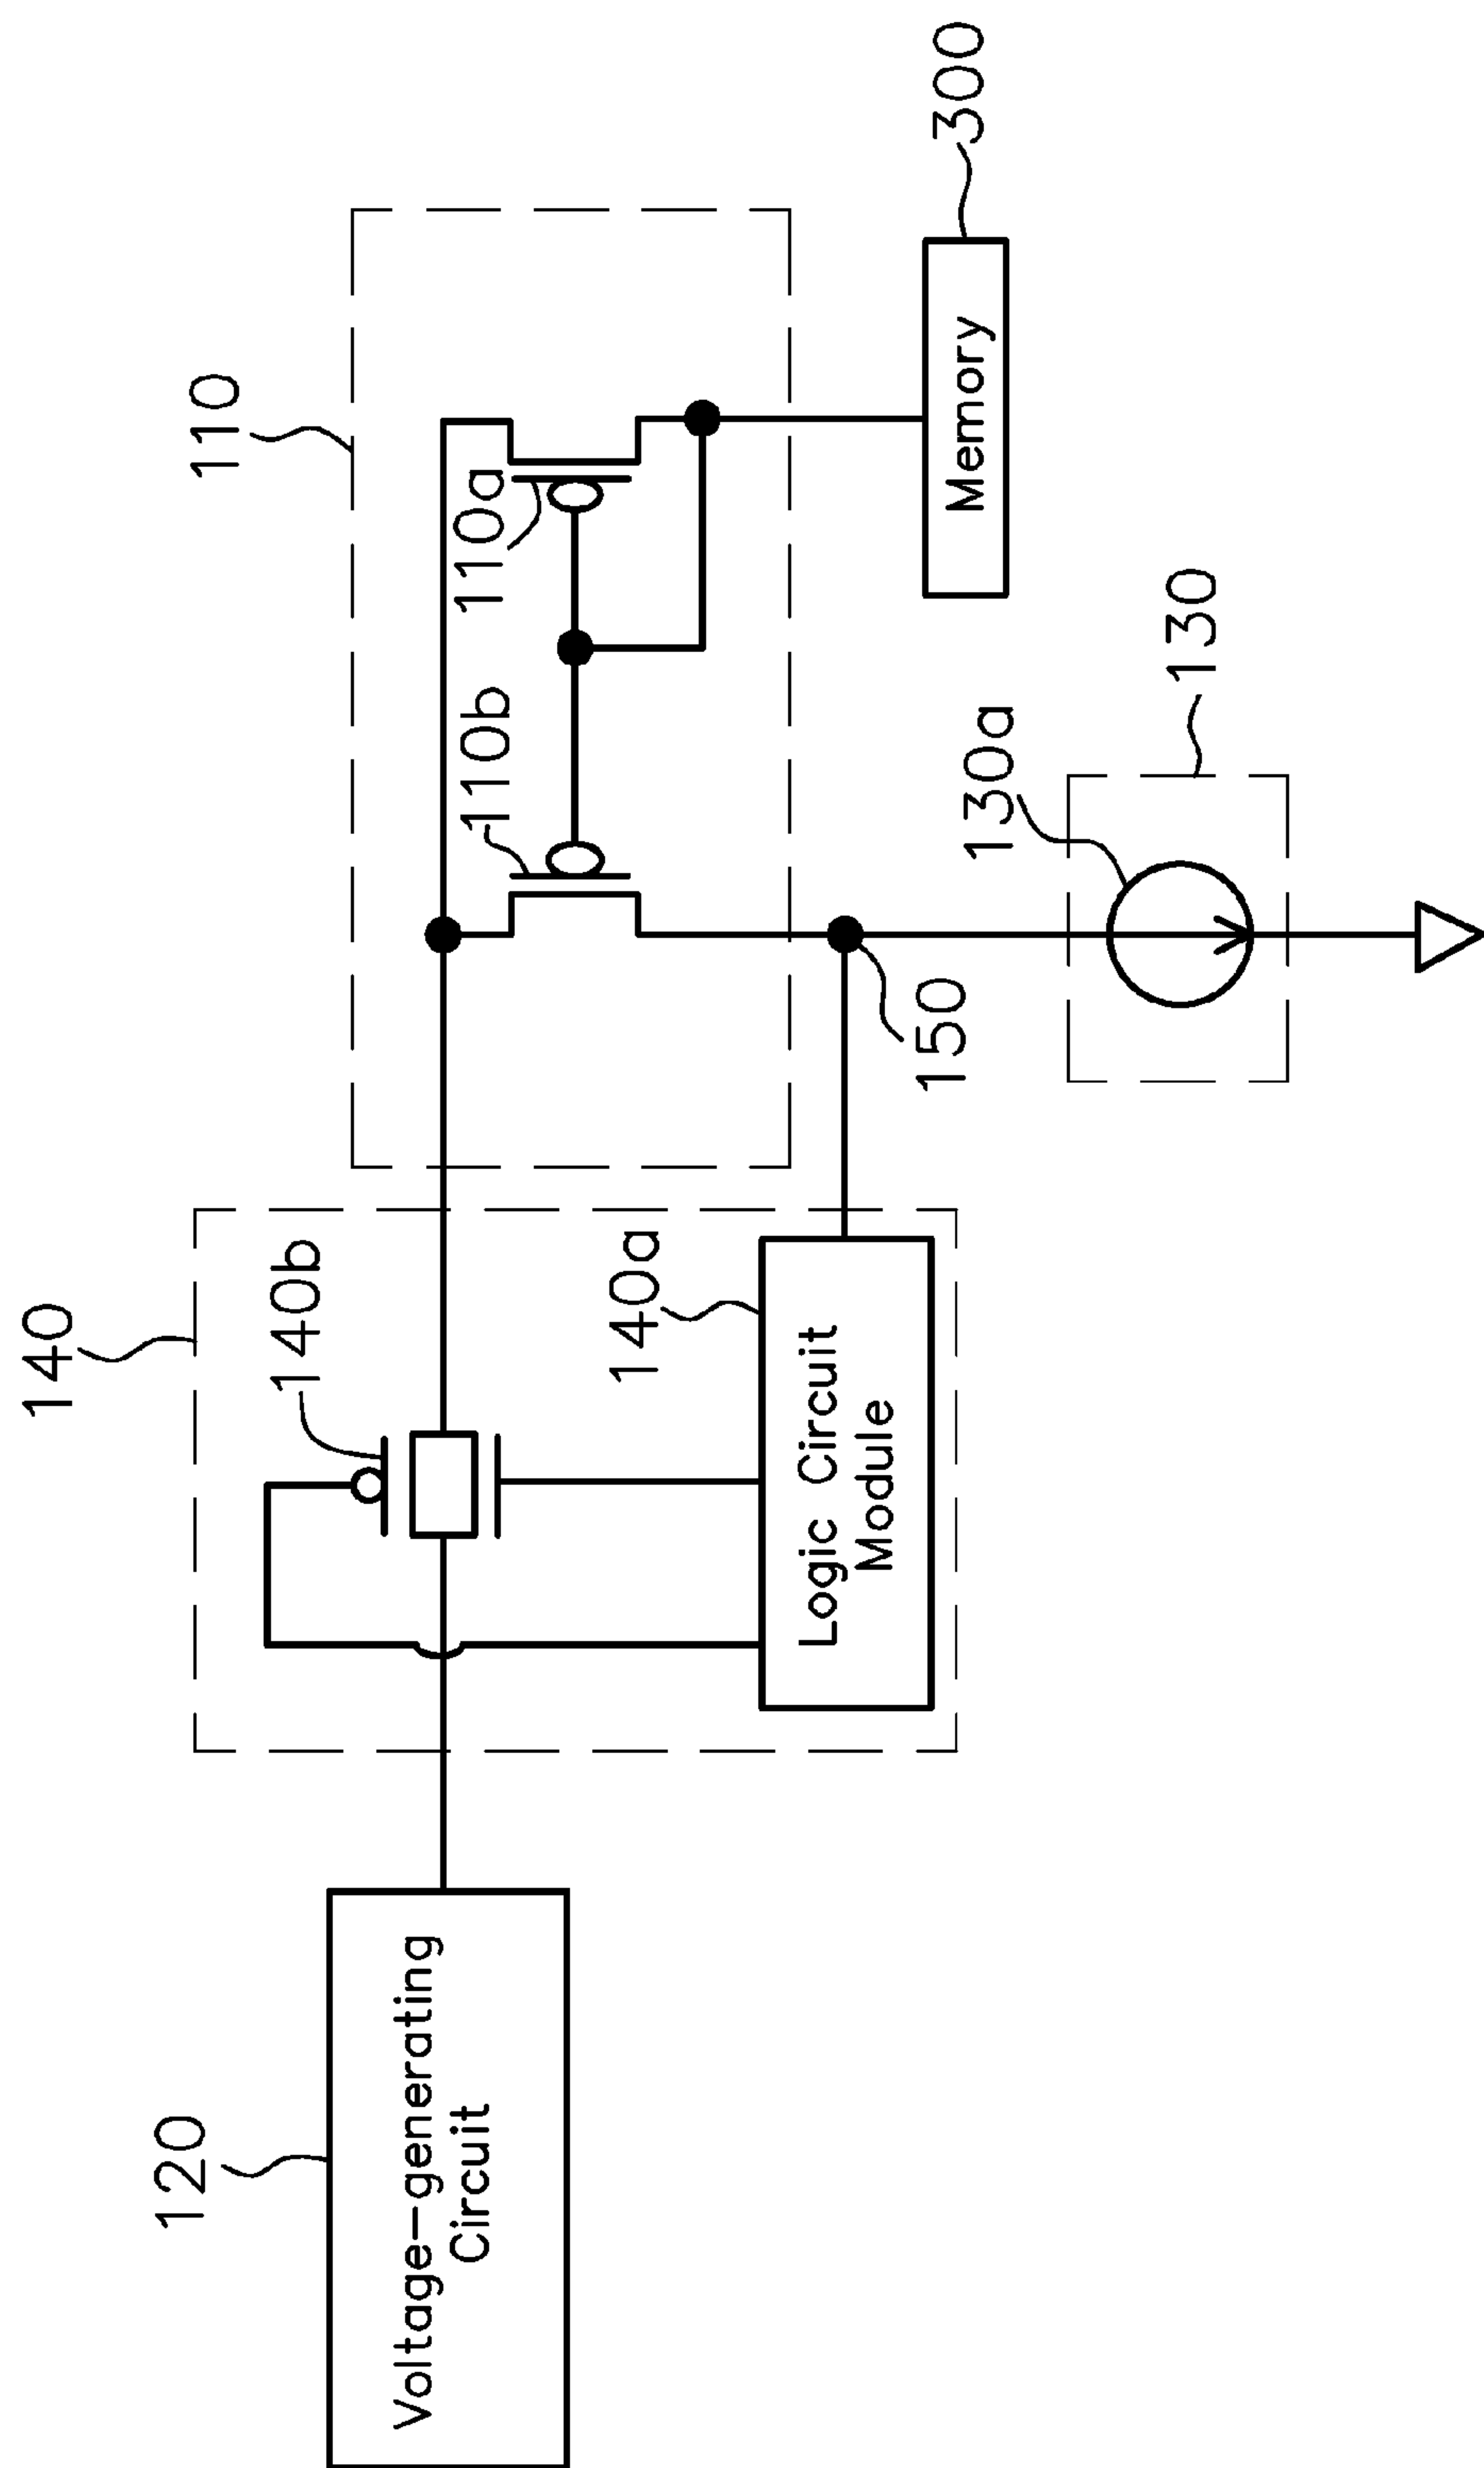 120
Voltage-generating
Circuit
140
140b
140a
Logic Circuit
Module
110
110b
110a
150
130a
130
Memory
300